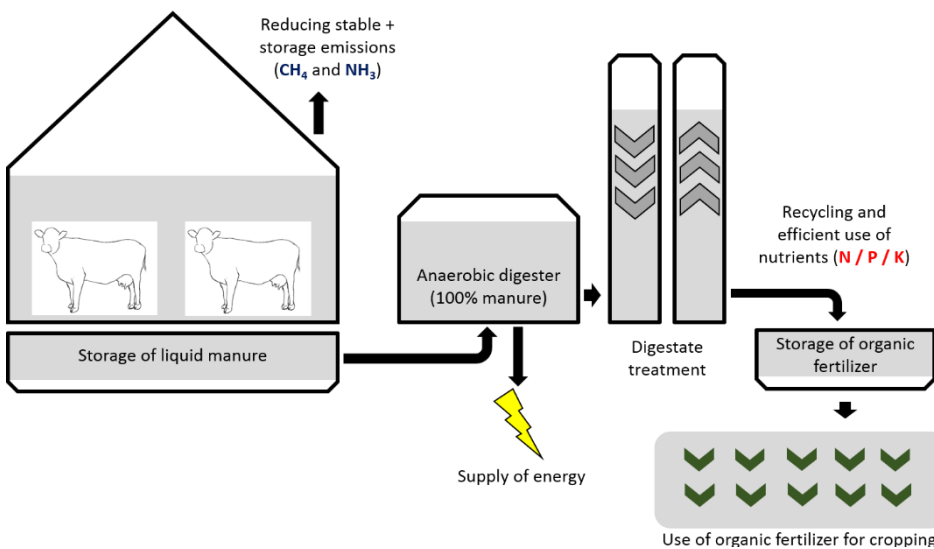 Reducing stable +
storage emissions
(CH₄ and NH₃)
Storage of liquid manure
Anaerobic digester
(100% manure)
Supply of energy
Digestate
treatment
Recycling and
efficient use of
nutrients (N / P / K)
Storage of organic
fertilizer
Use of organic fertilizer for cropping